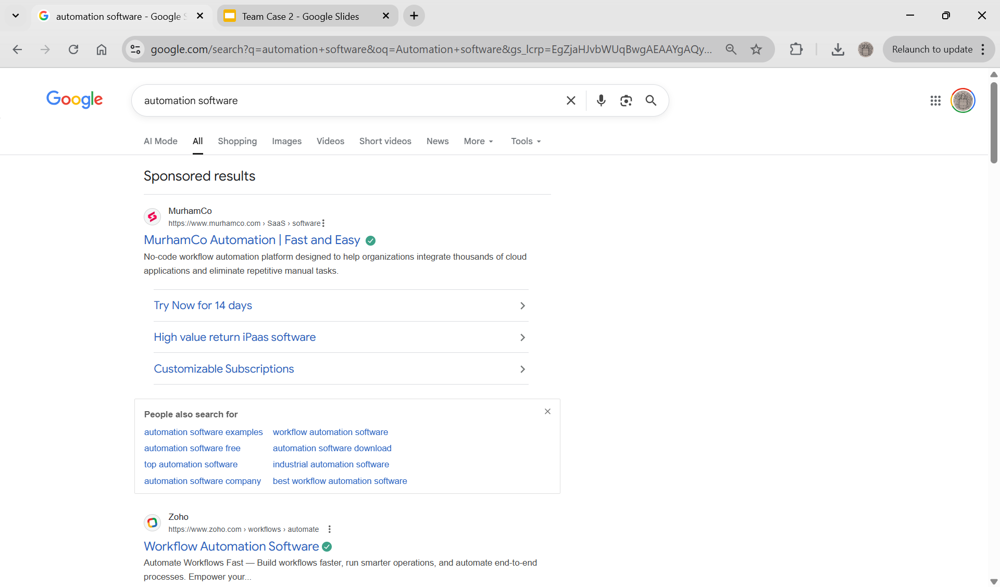 automation software - Google S
Team Case 2 - Google Slides
google.com/search?q=automation+software&oq=Automation+software&gs_lcrp=EgZjaHJvbWUqBwgAEAAYgAQy...
Relaunch to update
Google
automation software
AI Mode All Shopping Images Videos Short videos News More Tools
Sponsored results
MurhamCo
https://www.murhamco.com › SaaS › software
MurhamCo Automation | Fast and Easy
No-code workflow automation platform designed to help organizations integrate thousands of cloud
applications and eliminate repetitive manual tasks.
Try Now for 14 days
High value return iPaas software
Customizable Subscriptions
People also search for
automation software examples workflow automation software
automation software free automation software download
top automation software industrial automation software
automation software company best workflow automation software
Zoho
https://www.zoho.com › workflows › automate
Workflow Automation Software
Automate Workflows Fast — Build workflows faster, run smarter operations, and automate end-to-end
processes. Empower your...